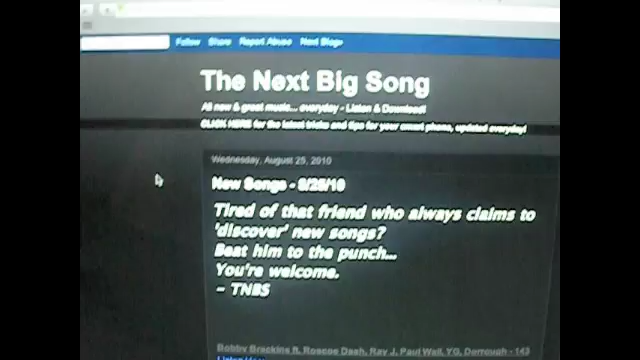 Follow Share Report Abuse Next Blog»
The Next Big Song
All new & great music... everyday - Listen & Download!
CLICK HERE for the latest tricks and tips for your smart phone, updated everyday!
Wednesday, August 25, 2010
New Songs - 8/25/10
Tired of that friend who always claims to
'discover' new songs?
Beat him to the punch...
You're welcome.
- TNBS
Bobby Brackins ft. Roscoe Dash, Ray J, Paul Wall, YG, Dorrough - 143